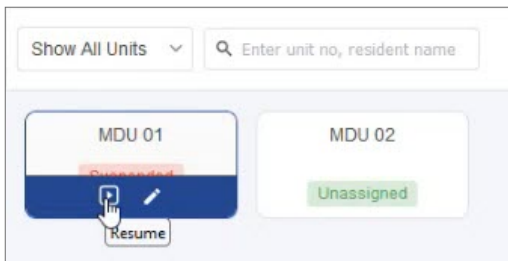 Show All Units
Enter unit no, resident name
MDU 01
MDU 02
Suspended
Unassigned
Resume